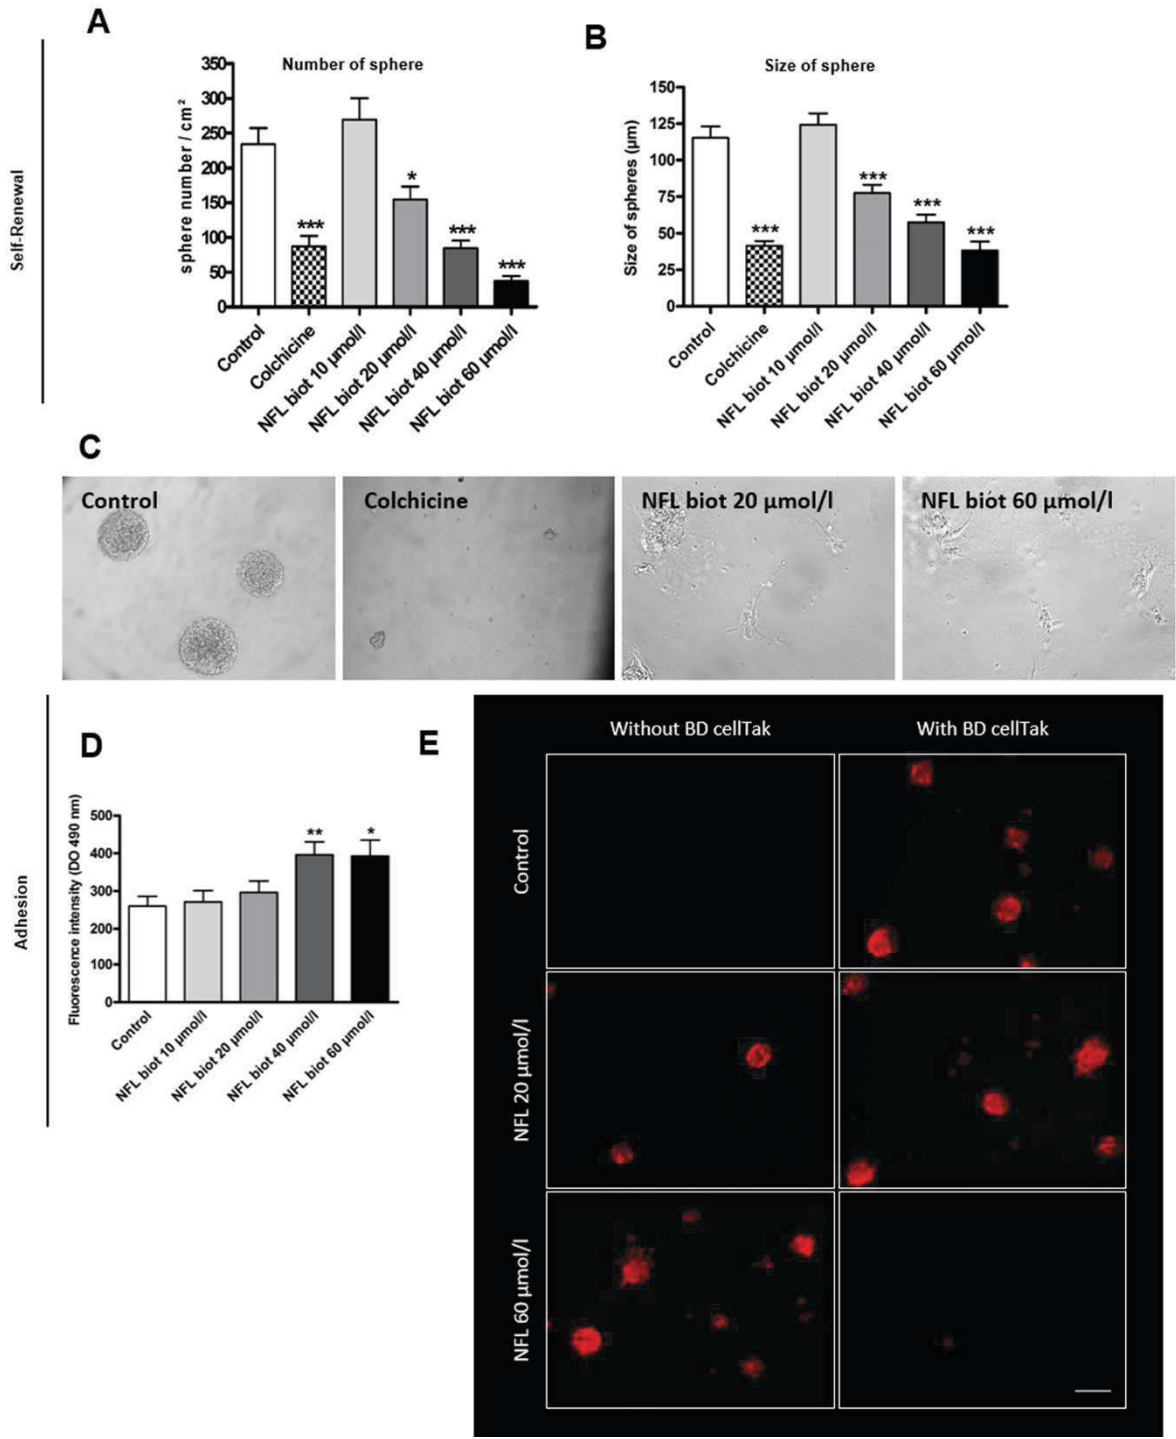 A
B
Self-Renewal
Number of sphere
sphere number / cm²
350
300
250
200
150
100
50
0
***
*
***
***
Control
Colchicine
NFL biot 10 µmol/l
NFL biot 20 µmol/l
NFL biot 40 µmol/l
NFL biot 60 µmol/l
Size of sphere
Size of spheres (µm)
150
125
100
75
50
25
0
***
***
***
***
Control
Colchicine
NFL biot 10 µmol/l
NFL biot 20 µmol/l
NFL biot 40 µmol/l
NFL biot 60 µmol/l
C
Control
Colchicine
NFL biot 20 µmol/l
NFL biot 60 µmol/l
Adhesion
D
Fluorescence intensity (DO 490 nm)
500
400
300
200
100
0
**
*
Control
NFL biot 10 µmol/l
NFL biot 20 µmol/l
NFL biot 40 µmol/l
NFL biot 60 µmol/l
E
Without BD cellTak
With BD cellTak
Control
NFL 20 µmol/l
NFL 60 µmol/l